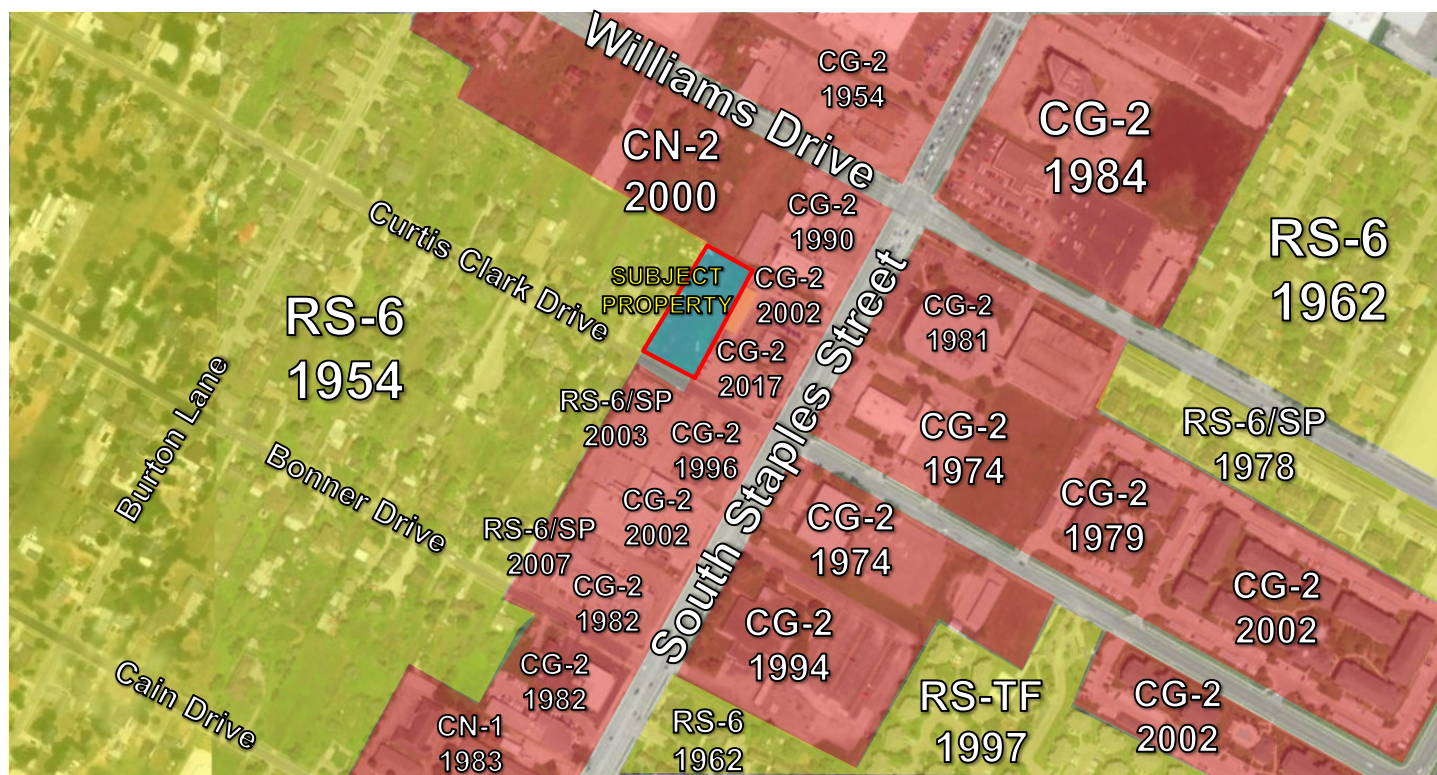 Williams Drive
CG-2
1954
CG-2
1984
CN-2
2000
CG-2
1990
RS-6
1962
Curtis Clark Drive
SUBJECT
PROPERTY
CG-2
2002
South Staples Street
CG-2
1981
RS-6
1954
CG-2
2017
Burton Lane
RS-6/SP
2003
CG-2
1996
CG-2
1974
RS-6/SP
1978
Bonner Drive
CG-2
2002
CG-2
1974
CG-2
1979
RS-6/SP
2007
CG-2
1982
CG-2
1994
CG-2
2002
Cain Drive
CG-2
1982
CN-1
1983
RS-6
1962
RS-TF
1997
CG-2
2002